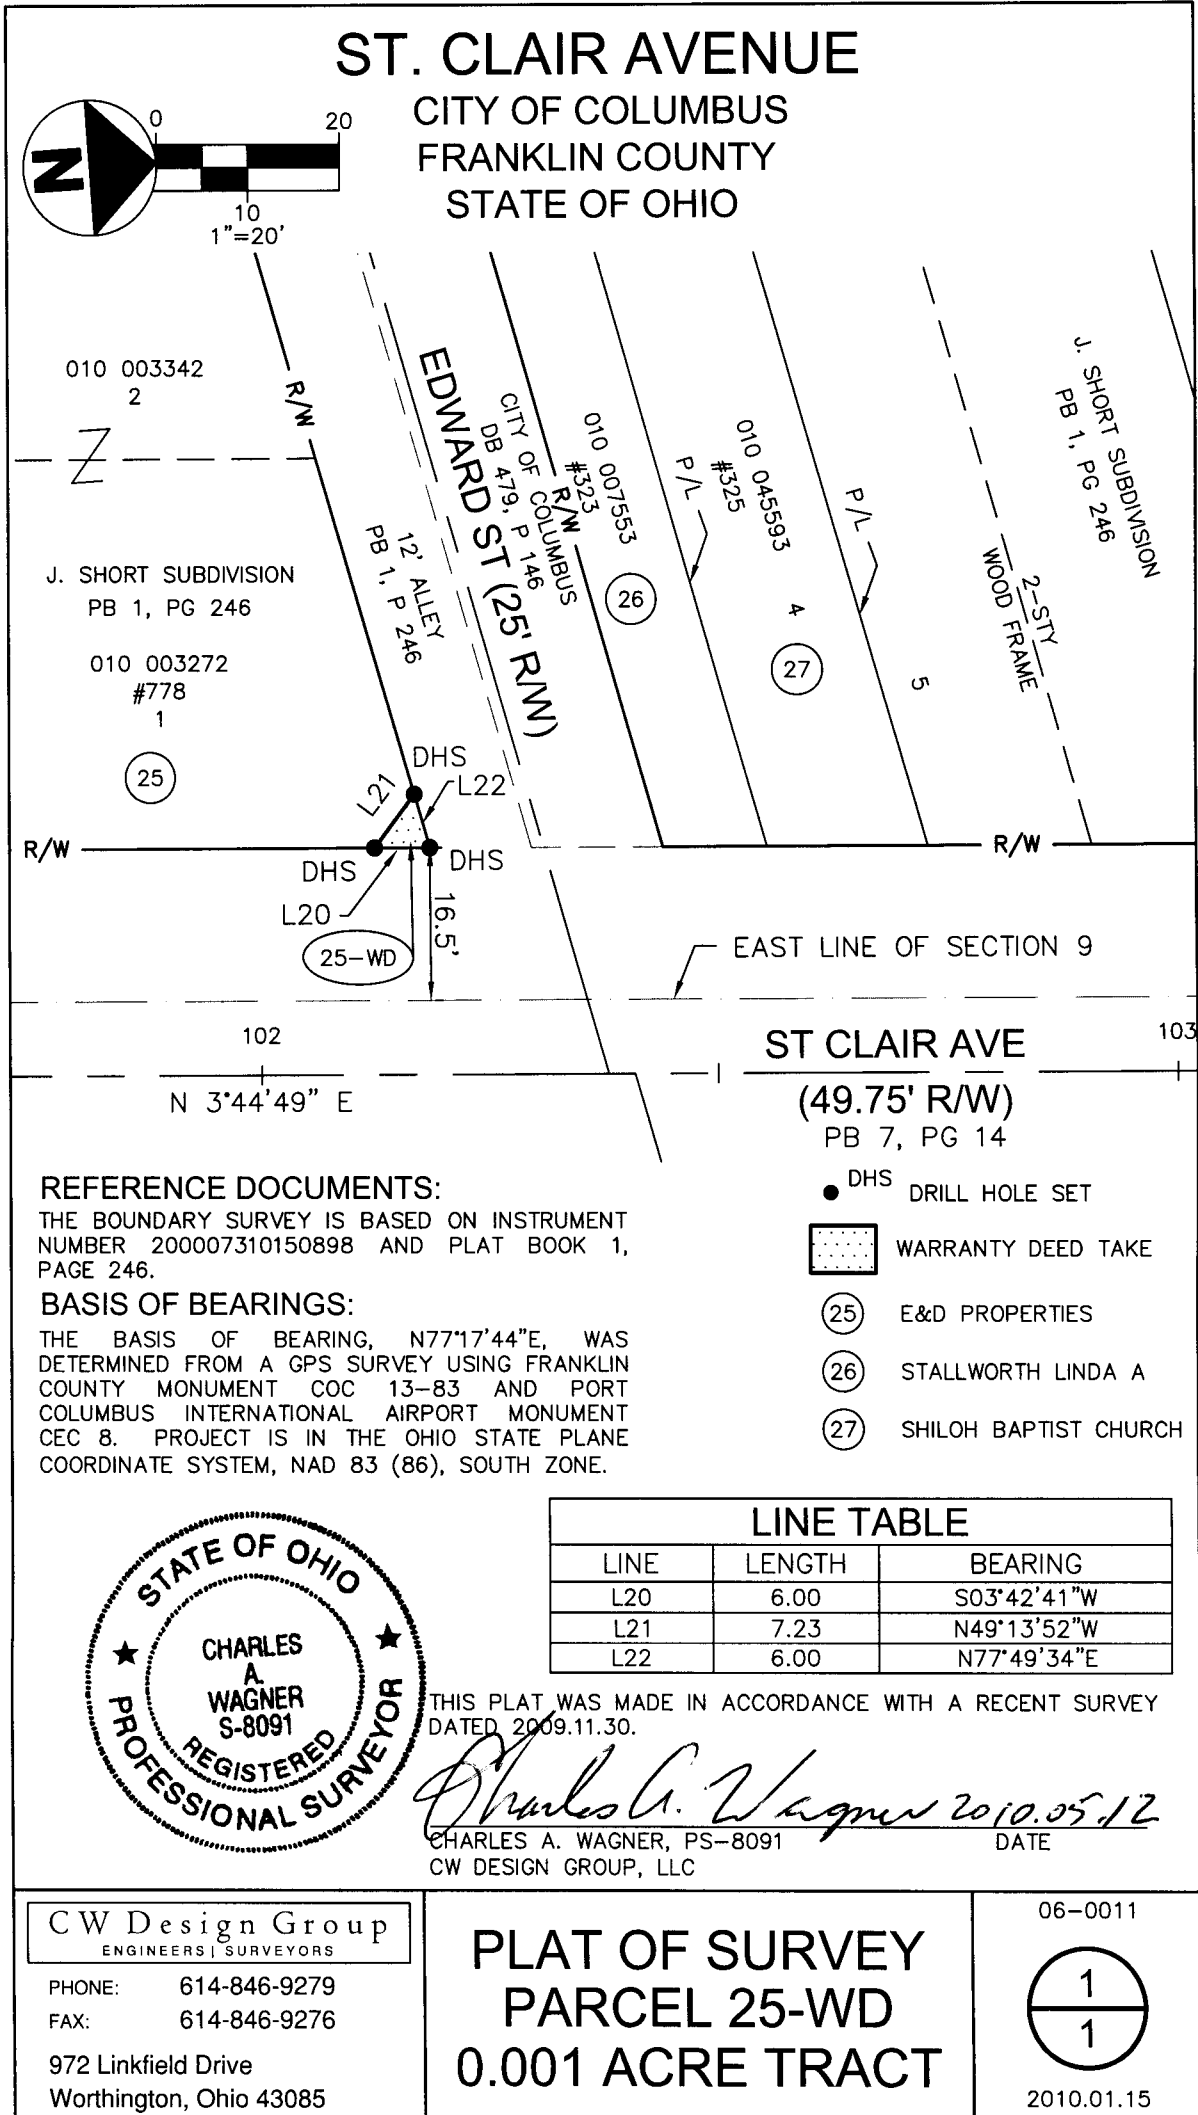 ST. CLAIR AVENUE
CITY OF COLUMBUS
FRANKLIN COUNTY
STATE OF OHIO
N
0
20
10
1"=20'
010 003342
2
R/W
J. SHORT SUBDIVISION
PB 1, PG 246
010 003272
#778
1
25
12' ALLEY
PB 1, P 246
EDWARD ST (25' R/W)
CITY OF COLUMBUS
DB 479, P 146
R/W
010 007553
#323
26
P/L
010 045593
#325
4
27
P/L
5
2-STY
WOOD FRAME
J. SHORT SUBDIVISION
PB 1, PG 246
DHS
L21
L22
R/W
DHS
DHS
R/W
L20
16.5'
25-WD
EAST LINE OF SECTION 9
102
103
ST CLAIR AVE
N 3°44'49" E
(49.75' R/W)
PB 7, PG 14
REFERENCE DOCUMENTS:
THE BOUNDARY SURVEY IS BASED ON INSTRUMENT
NUMBER 200007310150898 AND PLAT BOOK 1,
PAGE 246.
BASIS OF BEARINGS:
THE BASIS OF BEARING, N77°17'44"E, WAS
DETERMINED FROM A GPS SURVEY USING FRANKLIN
COUNTY MONUMENT COC 13-83 AND PORT
COLUMBUS INTERNATIONAL AIRPORT MONUMENT
CEC 8. PROJECT IS IN THE OHIO STATE PLANE
COORDINATE SYSTEM, NAD 83 (86), SOUTH ZONE.
DHS DRILL HOLE SET
WARRANTY DEED TAKE
25 E&D PROPERTIES
26 STALLWORTH LINDA A
27 SHILOH BAPTIST CHURCH
LINE TABLE
LINE LENGTH BEARING
L20 6.00 S03°42'41"W
L21 7.23 N49°13'52"W
L22 6.00 N77°49'34"E
STATE OF OHIO
CHARLES
A.
WAGNER
S-8091
REGISTERED
PROFESSIONAL SURVEYOR
THIS PLAT WAS MADE IN ACCORDANCE WITH A RECENT SURVEY
DATED 2009.11.30.
Charles A. Wagner 2010.05.12
CHARLES A. WAGNER, PS-8091 DATE
CW DESIGN GROUP, LLC
CW Design Group
ENGINEERS | SURVEYORS
PHONE: 614-846-9279
FAX: 614-846-9276
972 Linkfield Drive
Worthington, Ohio 43085
PLAT OF SURVEY
PARCEL 25-WD
0.001 ACRE TRACT
06-0011
1
1
2010.01.15